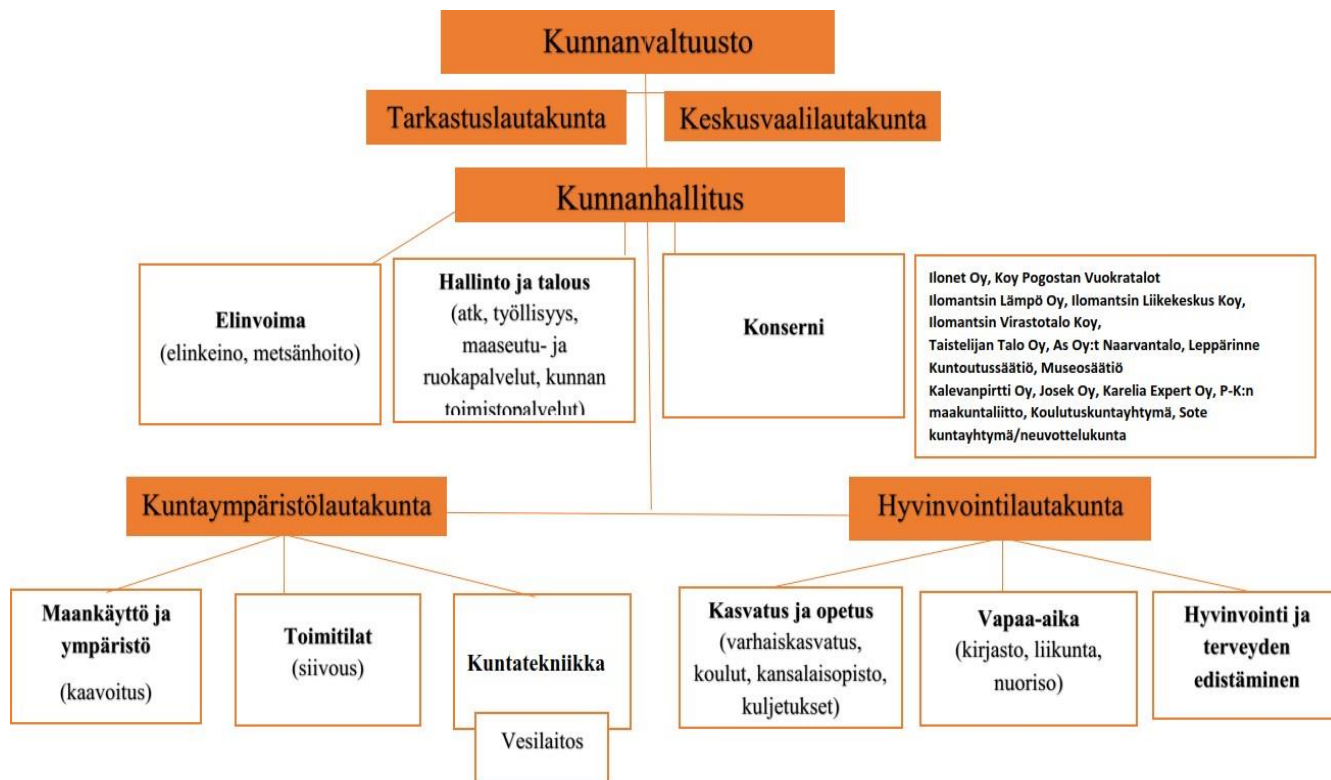 Kunnanvaltuusto
Tarkastuslautakunta
Keskusvaalilautakunta
Kunnanhallitus
Elinvoima
(elinkeino, metsänhoito)
Hallinto ja talous
(atk, työllisyys,
maaseutu- ja
ruokapalvelut, kunnan
toimistopalvelut)
Konserni
Ilonet Oy, Koy Pogostan Vuokratalot
Ilomantsin Lämpö Oy, Ilomantsin Liikekeskus Koy,
Ilomantsin Virastotalo Koy,
Taistelijan Talo Oy, As Oy:t Naarvantalo, Leppärinne
Kuntoutussäätiö, Museosäätiö
Kalevanpirtti Oy, Josek Oy, Karelia Expert Oy, P-K:n
maakuntaliitto, Koulutuskuntayhtymä, Sote
kuntayhtymä/neuvottelukunta
Kuntaympäristölautakunta
Hyvinvointilautakunta
Maankäyttö ja
ympäristö
(kaavoitus)
Toimitilat
(siivous)
Kuntatekniikka
Vesilaitos
Kasvatus ja opetus
(varhaiskasvatus,
koulut, kansalaisopisto,
kuljetukset)
Vapaa-aika
(kirjasto, liikunta,
nuoriso)
Hyvinvointi ja
terveyden
edistäminen